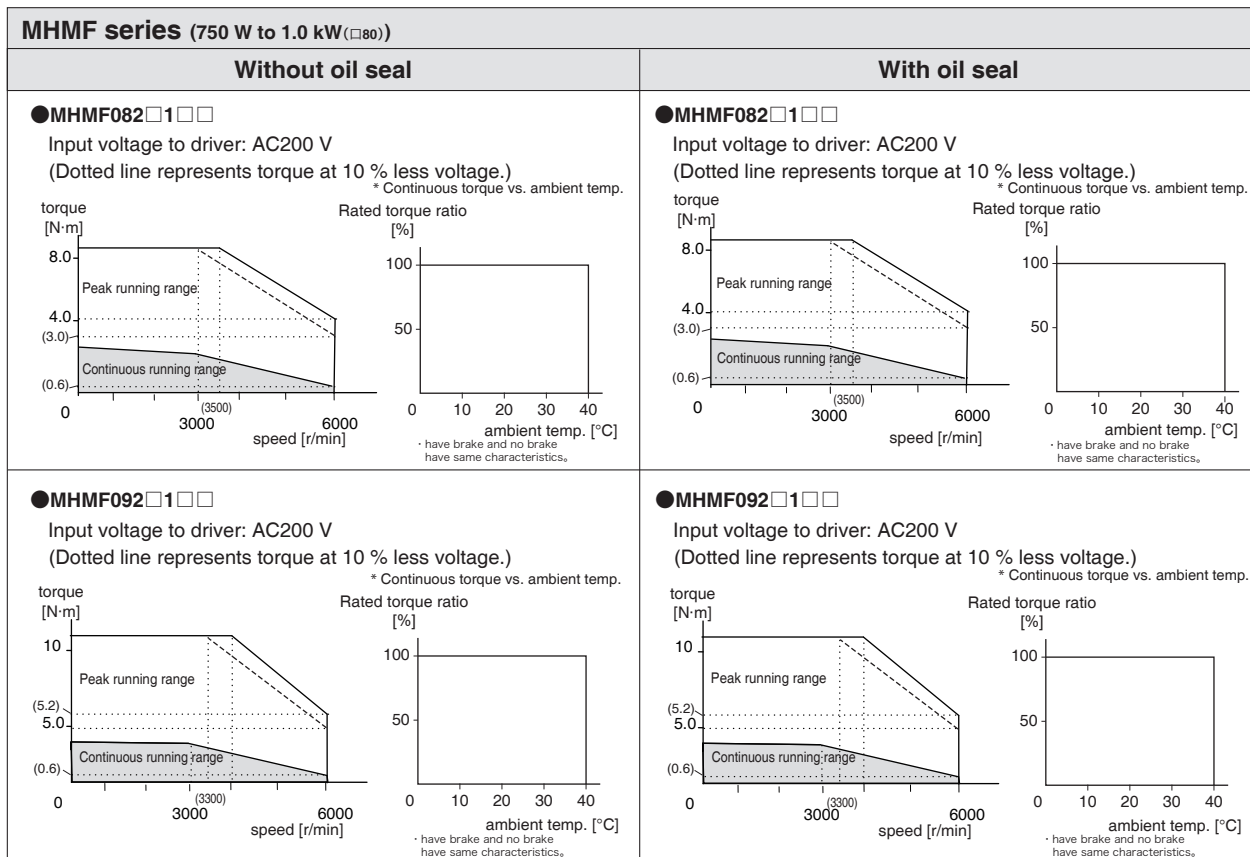 MHMF series (750 W to 1.0 kW(□80))
Without oil seal
With oil seal
●MHMF082□1□□
Input voltage to driver: AC200 V
(Dotted line represents torque at 10 % less voltage.)
* Continuous torque vs. ambient temp.
torque
[N·m]
8.0
4.0
(3.0)
(0.6)
0
Peak running range
Continuous running range
3000
(3500)
6000
speed [r/min]
Rated torque ratio
[%]
100
50
0
10
20
30
40
ambient temp. [°C]
· have brake and no brake
have same characteristics。
●MHMF082□1□□
Input voltage to driver: AC200 V
(Dotted line represents torque at 10 % less voltage.)
* Continuous torque vs. ambient temp.
torque
[N·m]
8.0
4.0
(3.0)
(0.6)
0
Peak running range
Continuous running range
3000
(3500)
6000
speed [r/min]
Rated torque ratio
[%]
100
50
0
10
20
30
40
ambient temp. [°C]
· have brake and no brake
have same characteristics。
●MHMF092□1□□
Input voltage to driver: AC200 V
(Dotted line represents torque at 10 % less voltage.)
* Continuous torque vs. ambient temp.
torque
[N·m]
10
(5.2)
5.0
(0.6)
0
Peak running range
Continuous running range
3000
(3300)
6000
speed [r/min]
Rated torque ratio
[%]
100
50
0
10
20
30
40
ambient temp. [°C]
· have brake and no brake
have same characteristics。
●MHMF092□1□□
Input voltage to driver: AC200 V
(Dotted line represents torque at 10 % less voltage.)
* Continuous torque vs. ambient temp.
torque
[N·m]
10
(5.2)
5.0
(0.6)
0
Peak running range
Continuous running range
3000
(3300)
6000
speed [r/min]
Rated torque ratio
[%]
100
50
0
10
20
30
40
ambient temp. [°C]
· have brake and no brake
have same characteristics。